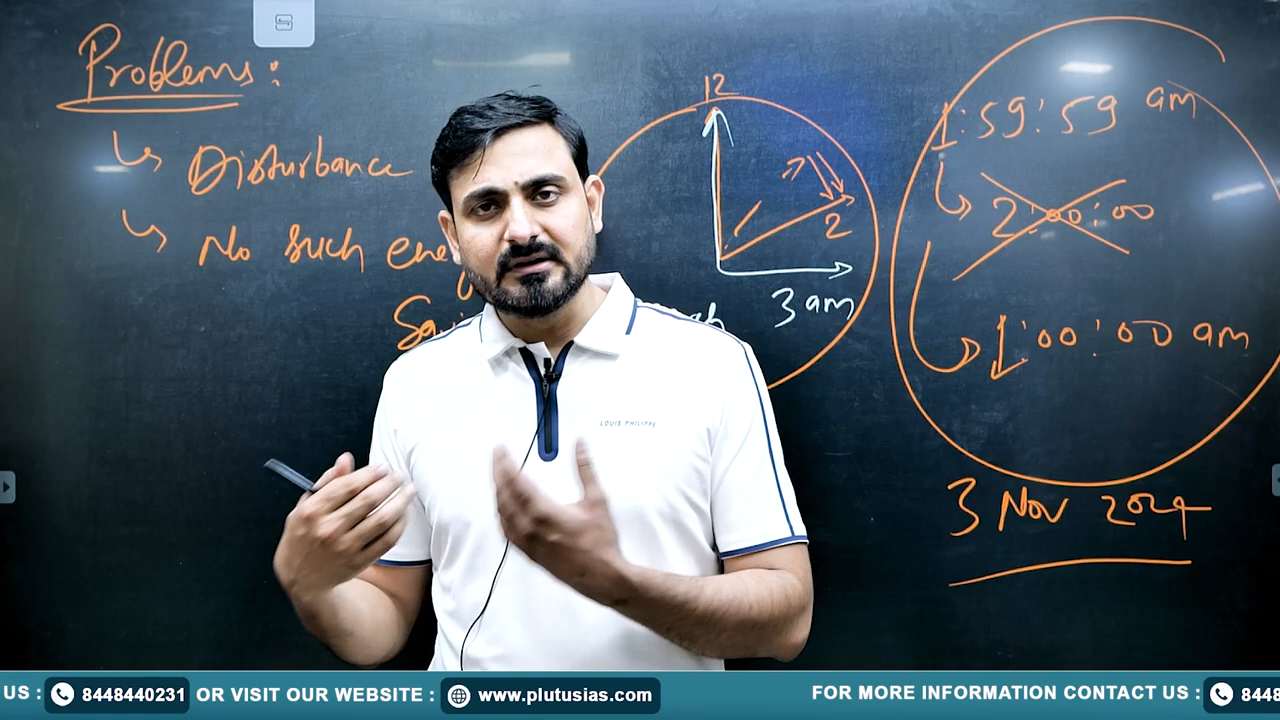 Problems:
↳ Disturbance
↳ No such
12
2
3 am
1:59:59 am
2:00:00
1:00:00 am
3 Nov 2024
LOUIS PHILIPPE
US : 8448440231 OR VISIT OUR WEBSITE : www.plutusias.com FOR MORE INFORMATION CONTACT US : 8448